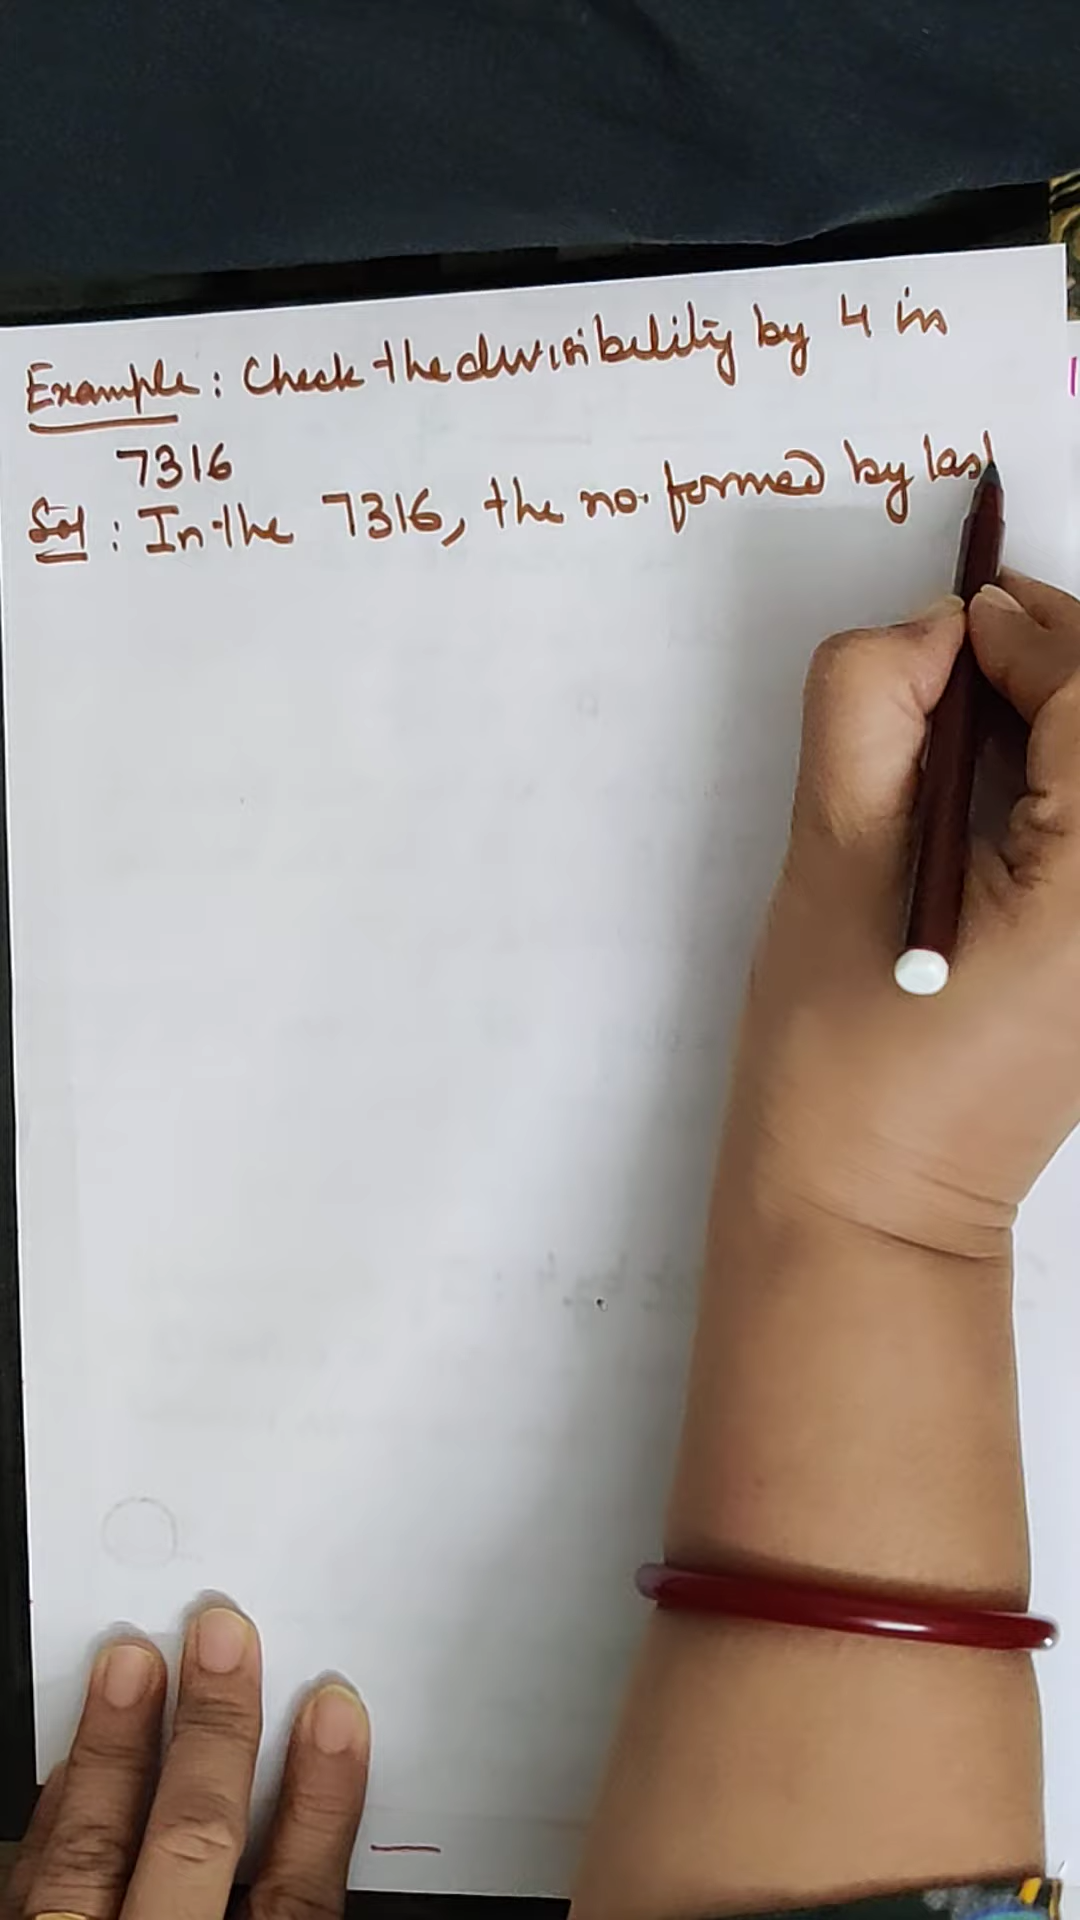 Example: Check the divisibility by 4 in
7316
Sol: In the 7316, the no. formed by last